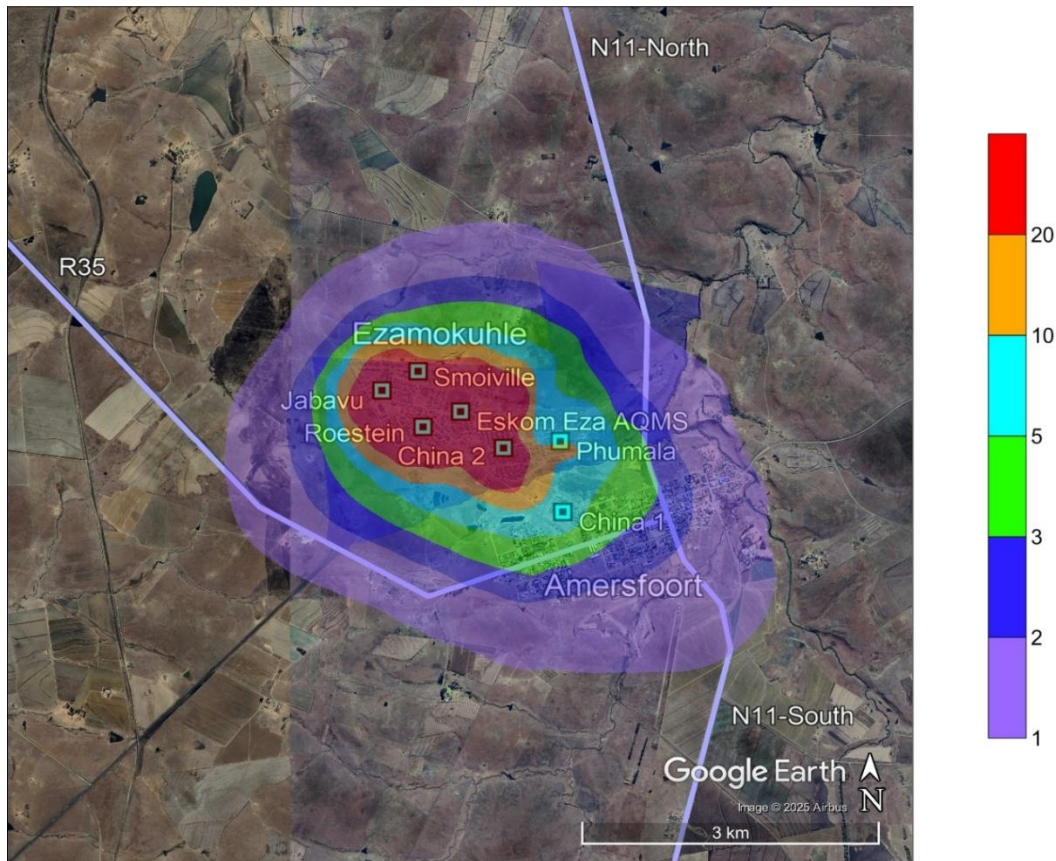 N11-North
R35
Ezamokuhle
Smoiville
Jabavu
Eskom Eza AQMS
Roestein
China 2
Phumala
China 1
Amersfoort
N11-South
Google Earth
Image © 2025 Airbus
N
3 km
20
10
5
3
2
1